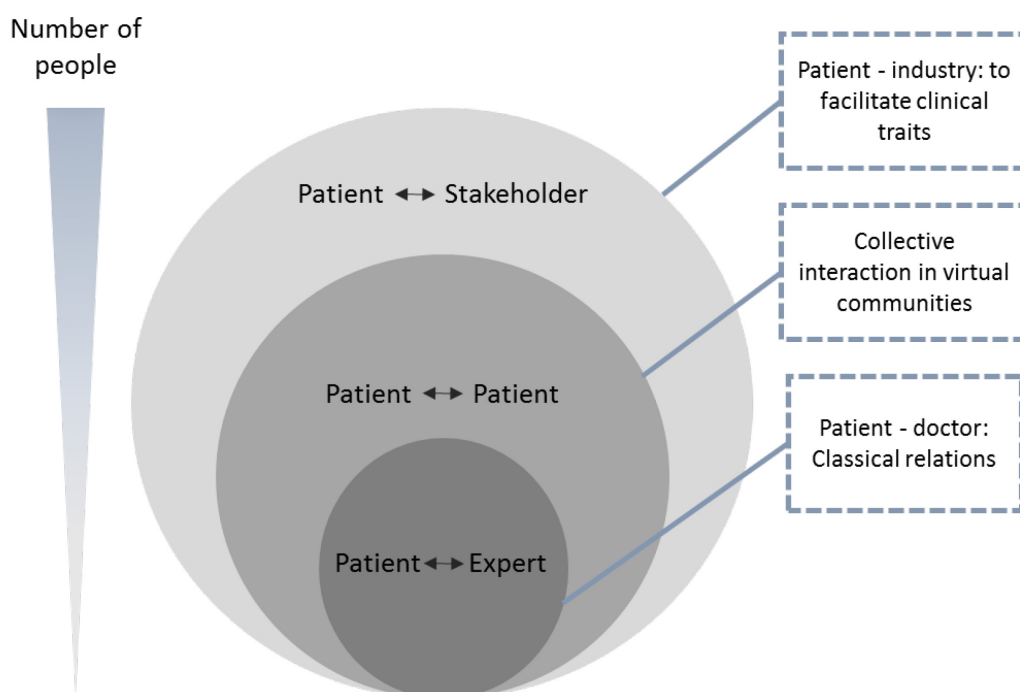 Number of
people
Patient - industry: to
facilitate clinical
traits
Patient ↔ Stakeholder
Collective
interaction in virtual
communities
Patient ↔ Patient
Patient - doctor:
Classical relations
Patient ↔ Expert